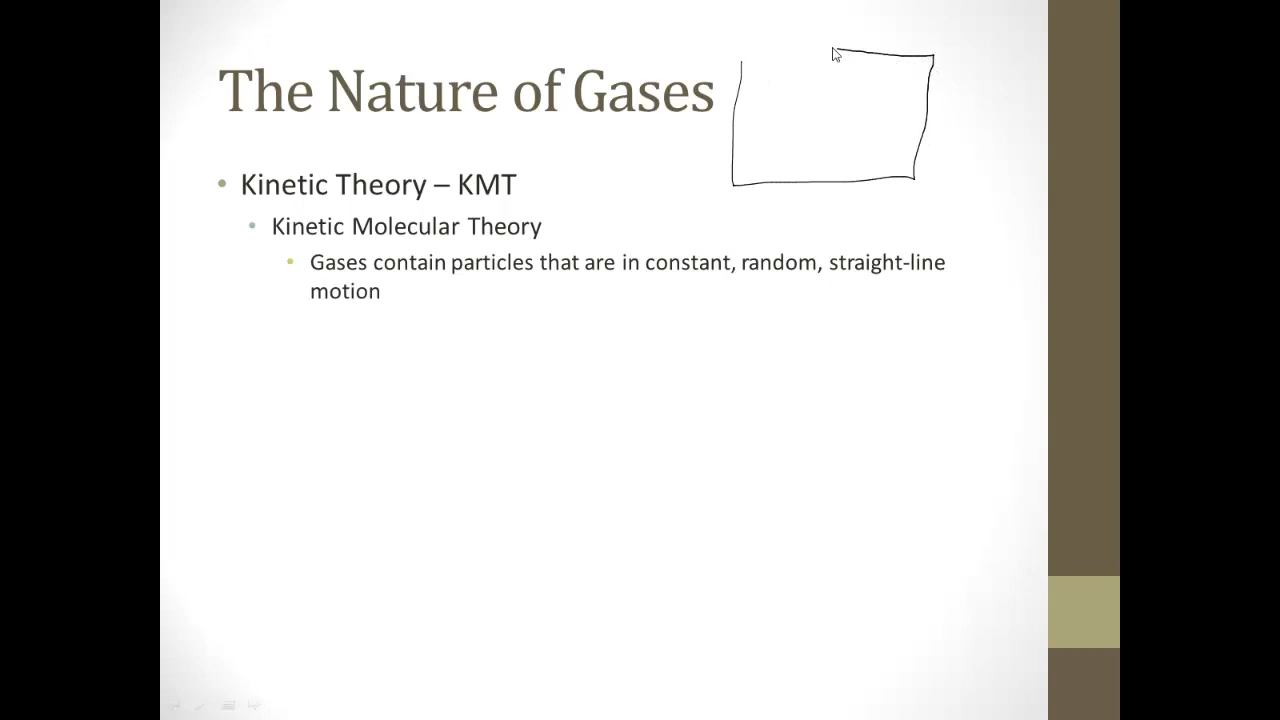 The Nature of Gases
• Kinetic Theory – KMT
• Kinetic Molecular Theory
• Gases contain particles that are in constant, random, straight-line
motion